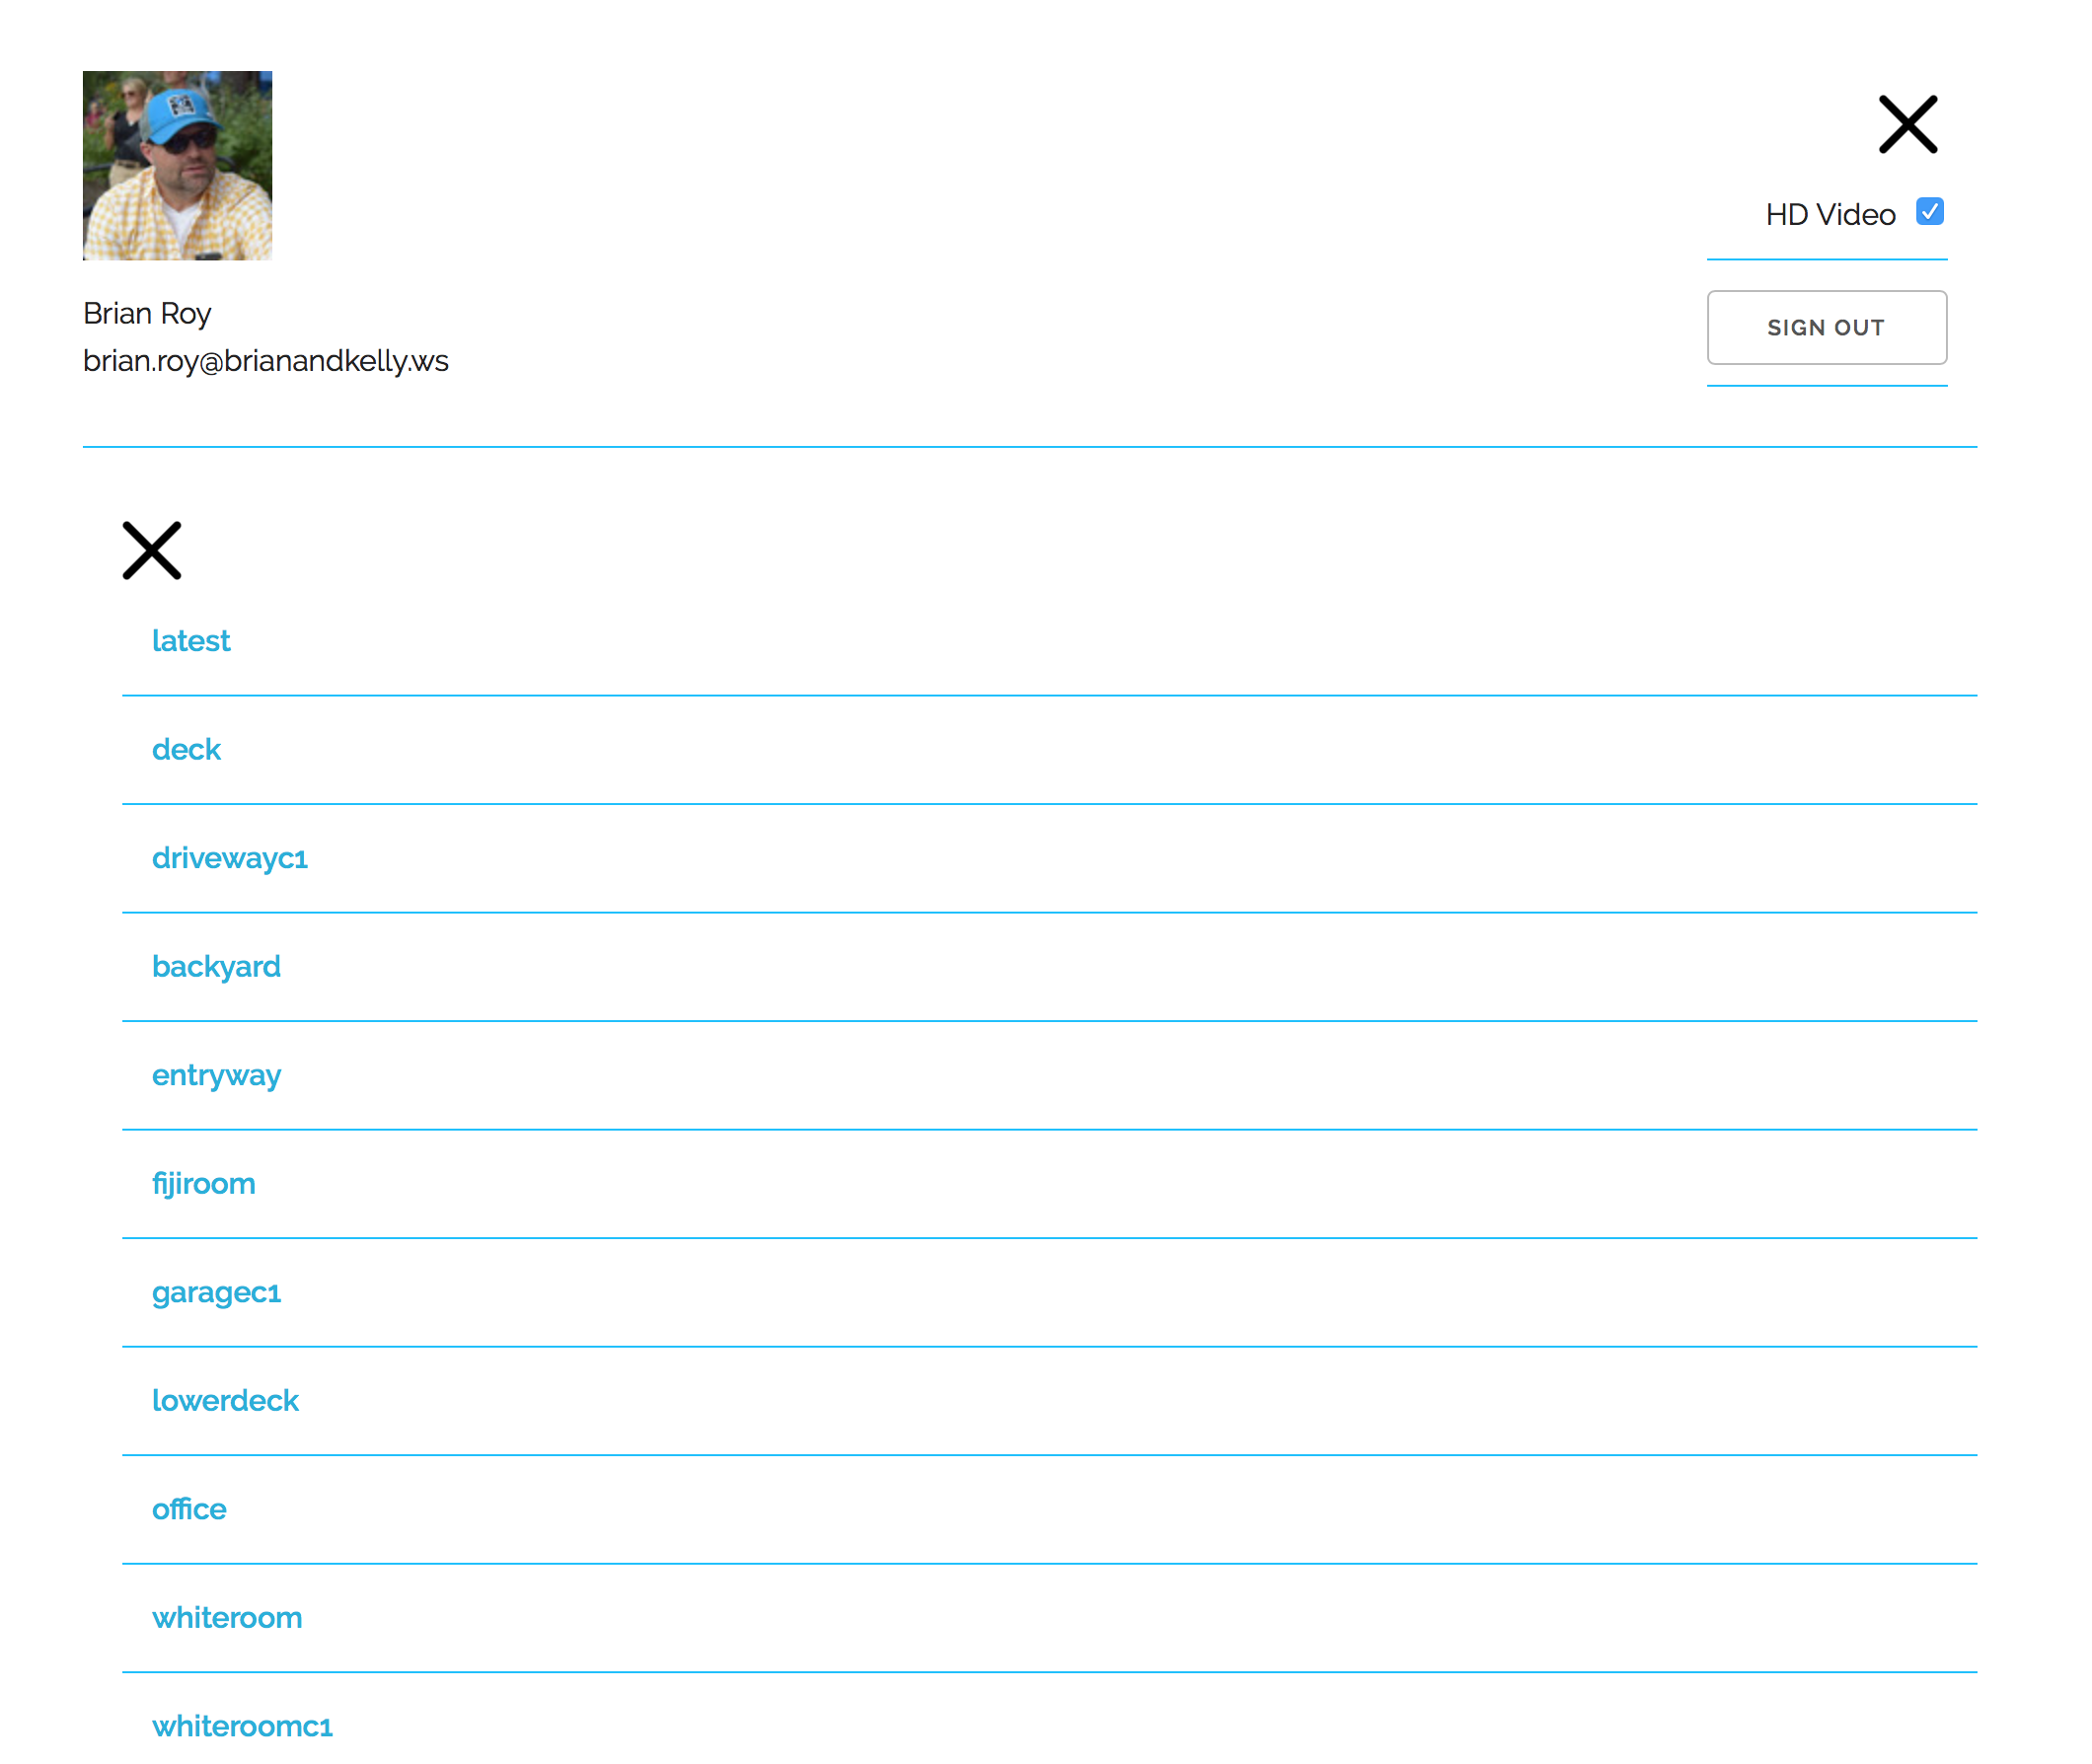 HD Video
SIGN OUT
Brian Roy
brian.roy@brianandkelly.ws
latest
deck
drivewayc1
backyard
entryway
fijiroom
garagec1
lowerdeck
office
whiteroom
whiteroomc1